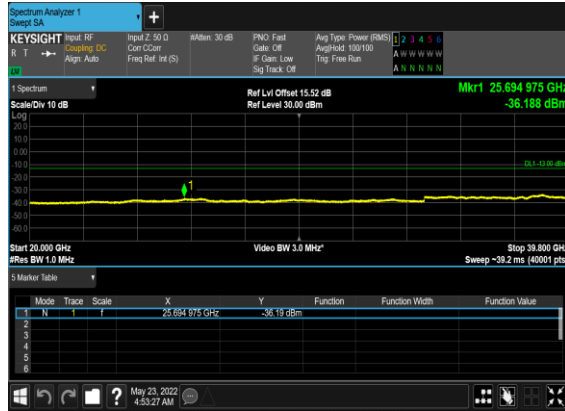 Spectrum Analyzer 1
Swept SA
+
KEYSIGHT Input: RF Input Z: 50 Ω #Atten: 30 dB PNO: Fast Avg Type: Power (RMS) 1 2 3 4 5 6
R T Coupling: DC Corr CCorr Gate: Off Avg|Hold: 100/100 A W W W W W
Align: Auto Freq Ref: Int (S) IF Gain: Low Trig: Free Run
LNI Sig Track: Off A N N N N N
1 Spectrum Ref Lvl Offset 15.52 dB Mkr1 25.694 975 GHz
Scale/Div 10 dB Ref Level 30.00 dBm -36.188 dBm
Log
20.0
10.0
0.00
-10.0
DL1 -13.00 dBm
-20.0
1
-30.0
-40.0
-50.0
-60.0
Start 20.000 GHz Video BW 3.0 MHz* Stop 39.800 GHz
#Res BW 1.0 MHz Sweep ~39.2 ms (40001 pts)
5 Marker Table
Mode Trace Scale X Y Function Function Width Function Value
1 N 1 f 25.694 975 GHz -36.19 dBm
2
3
4
5
6
? May 23, 2022
4:53:27 AM